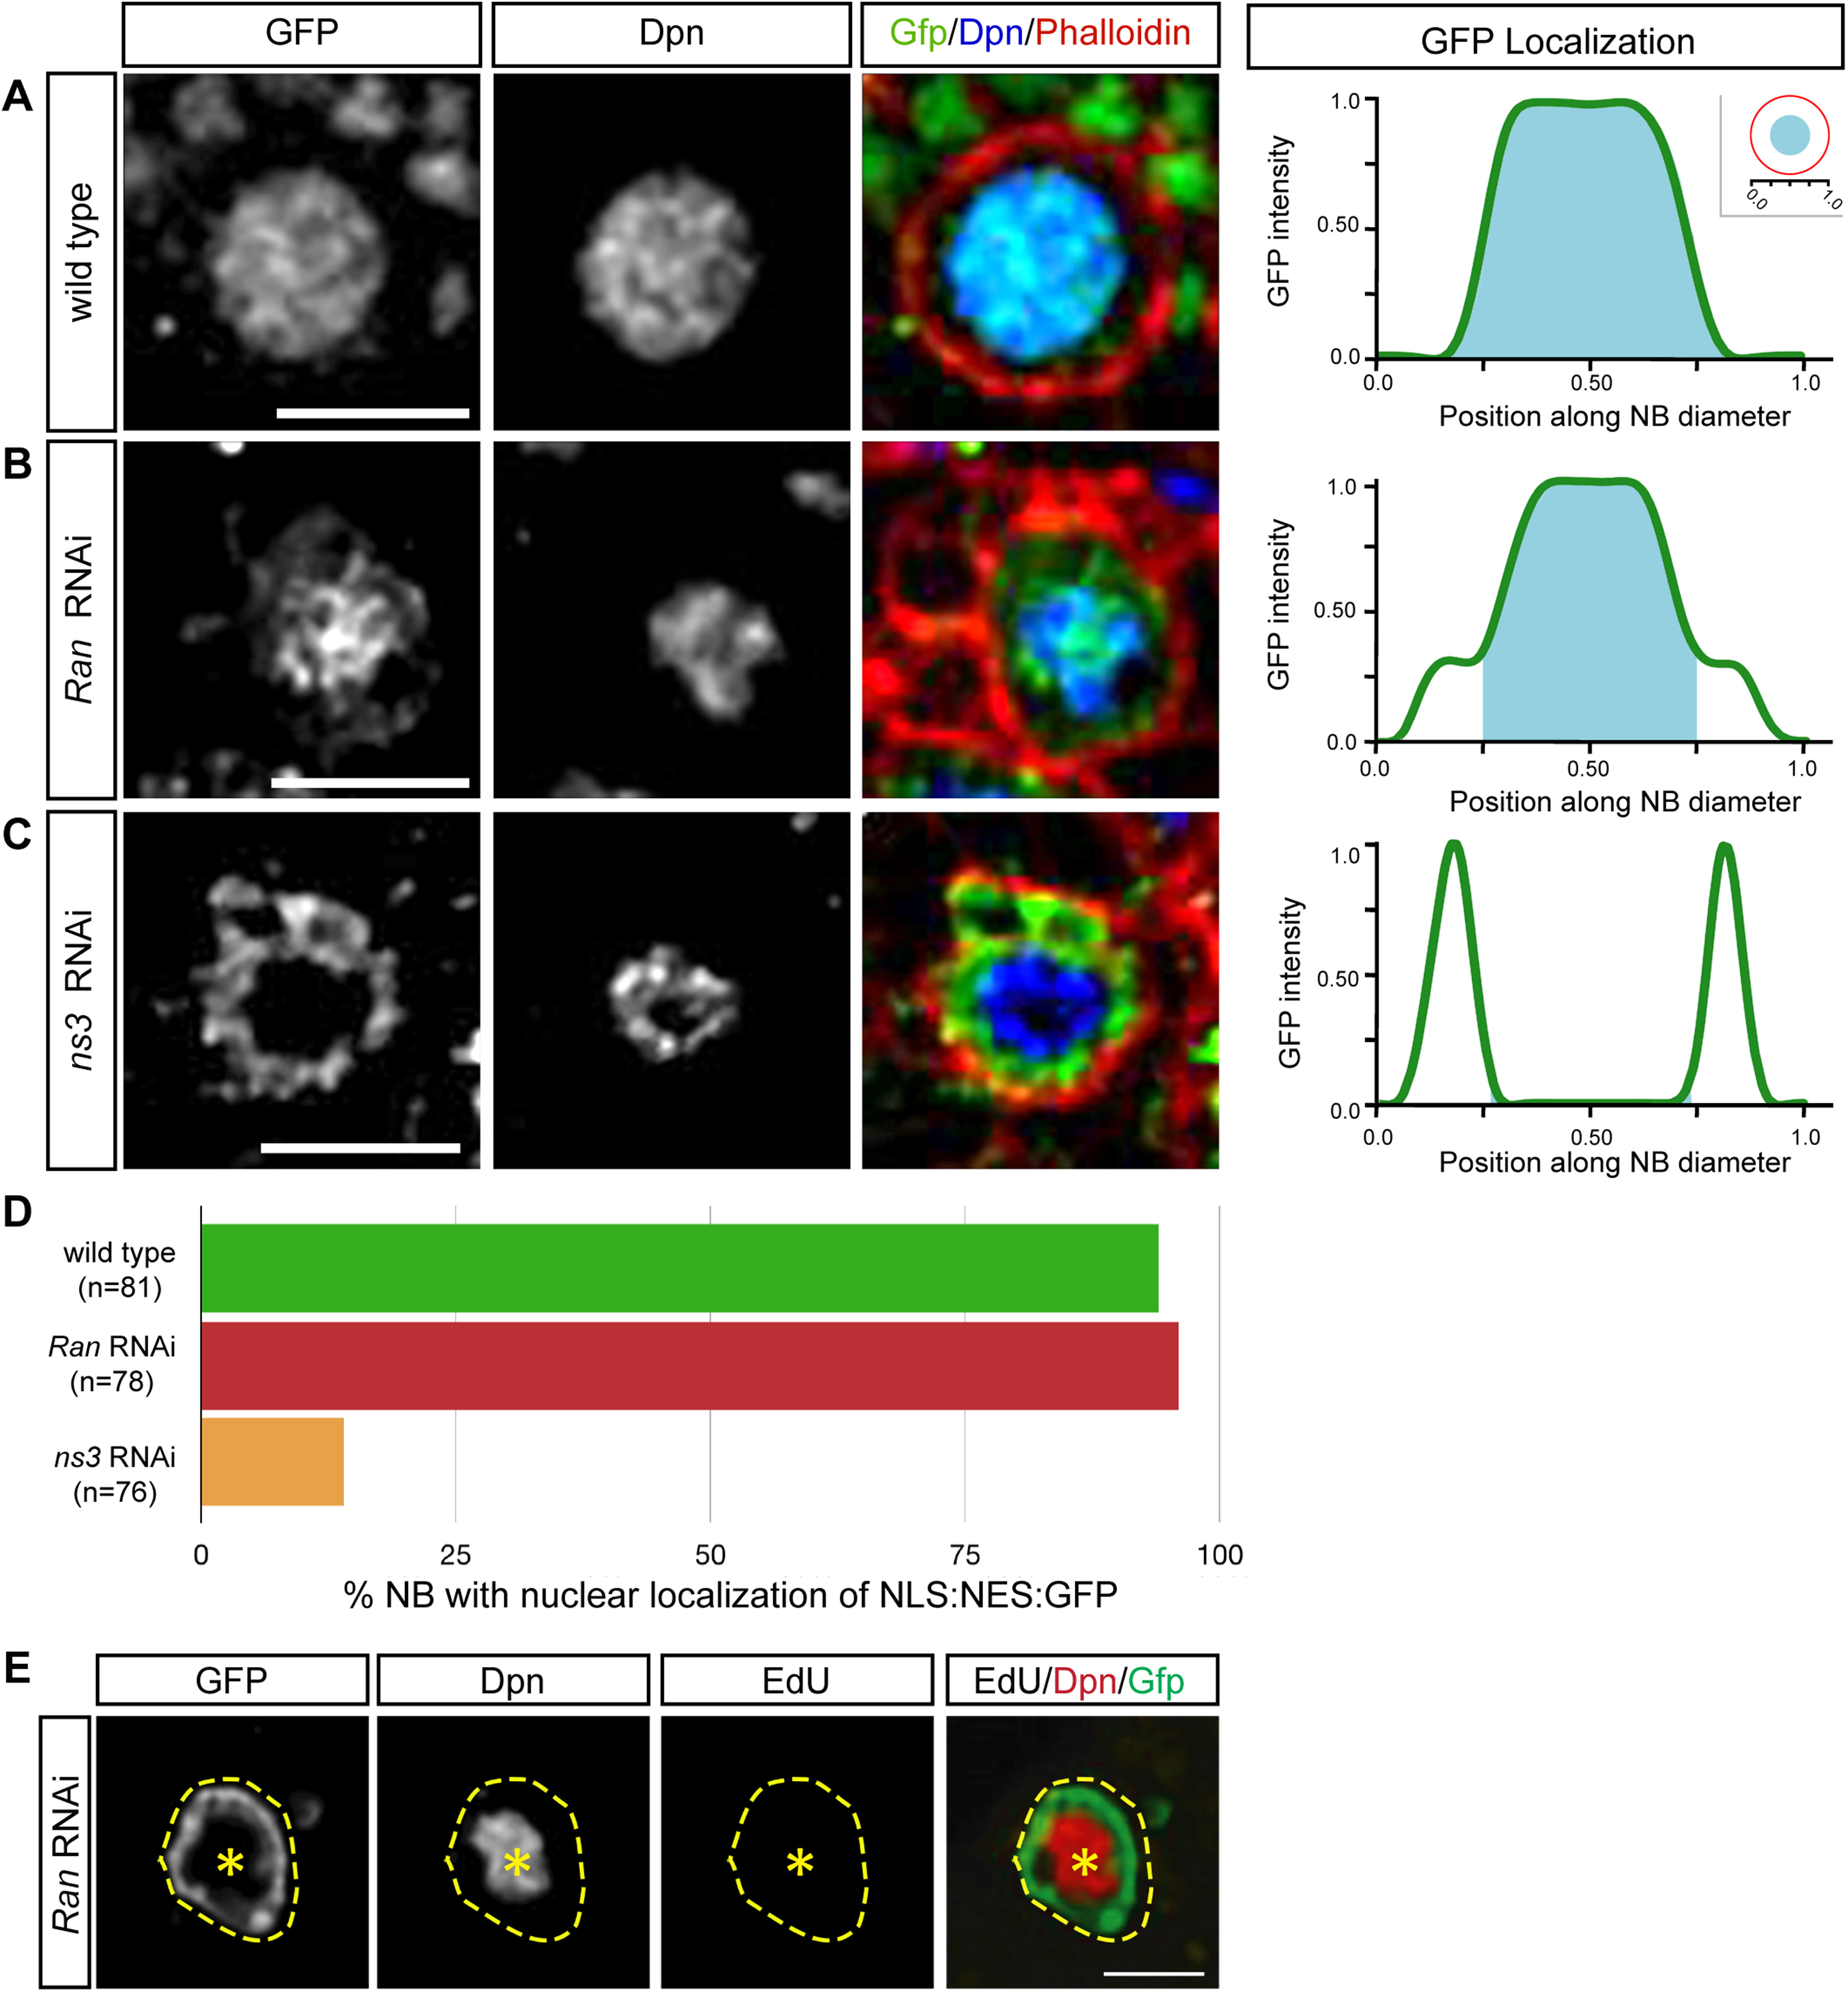 GFP
Dpn
Gfp/Dpn/Phalloidin
GFP Localization
A
wild type
GFP intensity
1.0
0.50
0.0
0.0
0.50
1.0
Position along NB diameter
0.0
1.0
B
Ran RNAi
GFP intensity
1.0
0.50
0.0
0.0
0.50
1.0
Position along NB diameter
C
ns3 RNAi
GFP intensity
1.0
0.50
0.0
0.0
0.50
1.0
Position along NB diameter
D
wild type
(n=81)
Ran RNAi
(n=78)
ns3 RNAi
(n=76)
0
25
50
75
100
% NB with nuclear localization of NLS:NES:GFP
E
GFP
Dpn
EdU
EdU/Dpn/Gfp
Ran RNAi
*
*
*
*